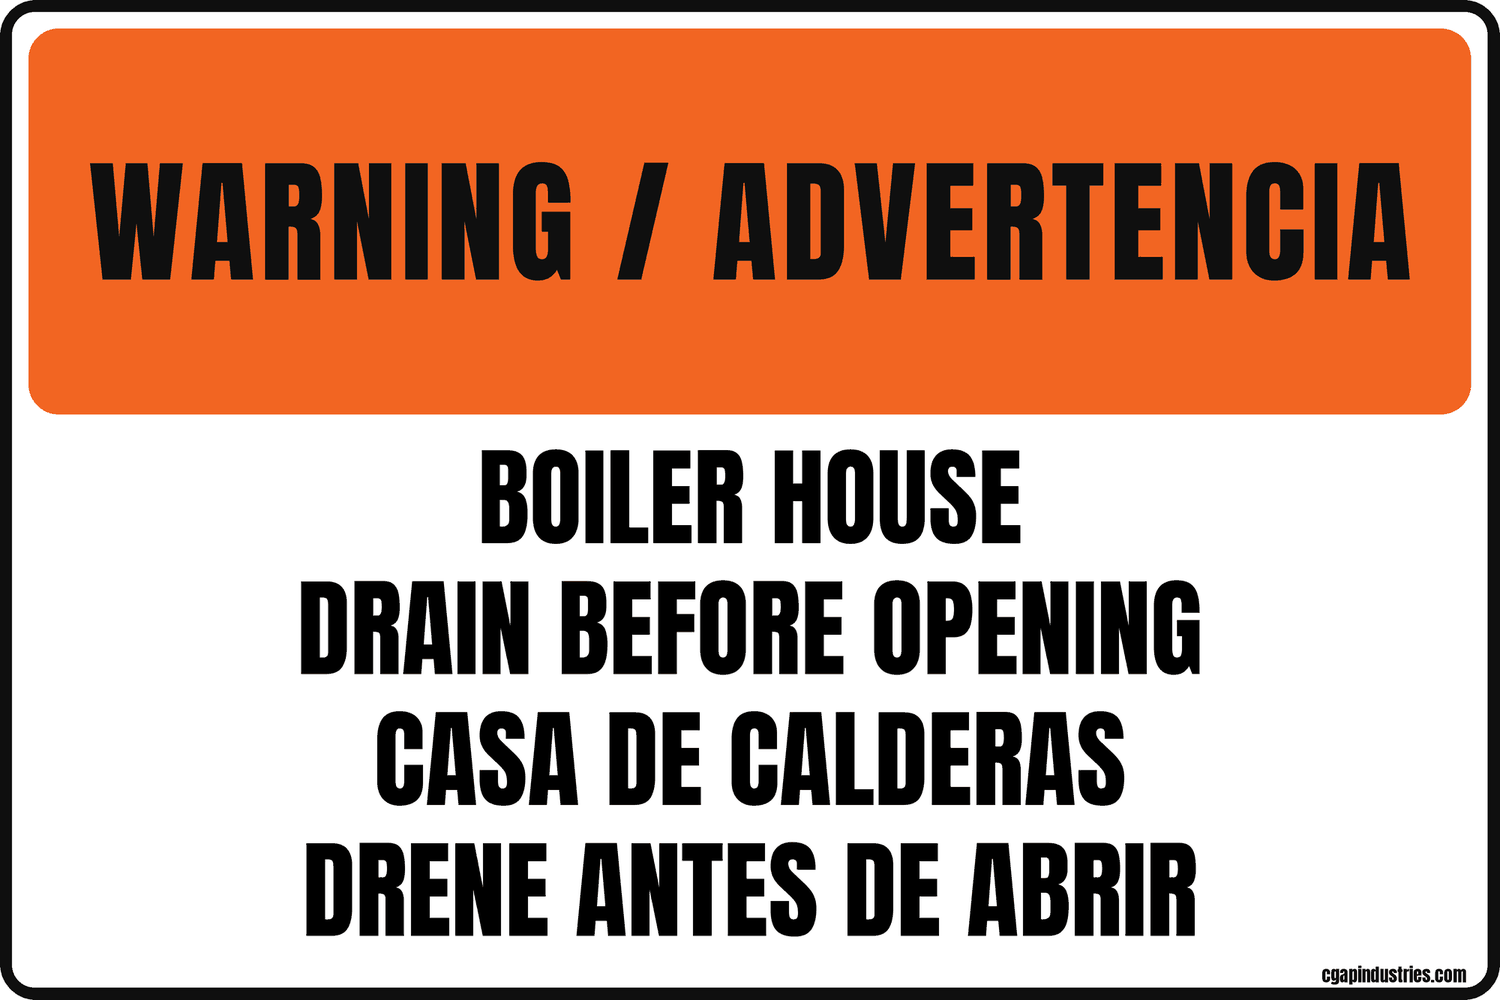 WARNING / ADVERTENCIA
BOILER HOUSE
DRAIN BEFORE OPENING
CASA DE CALDERAS
DRENE ANTES DE ABRIR
cgapindustries.com